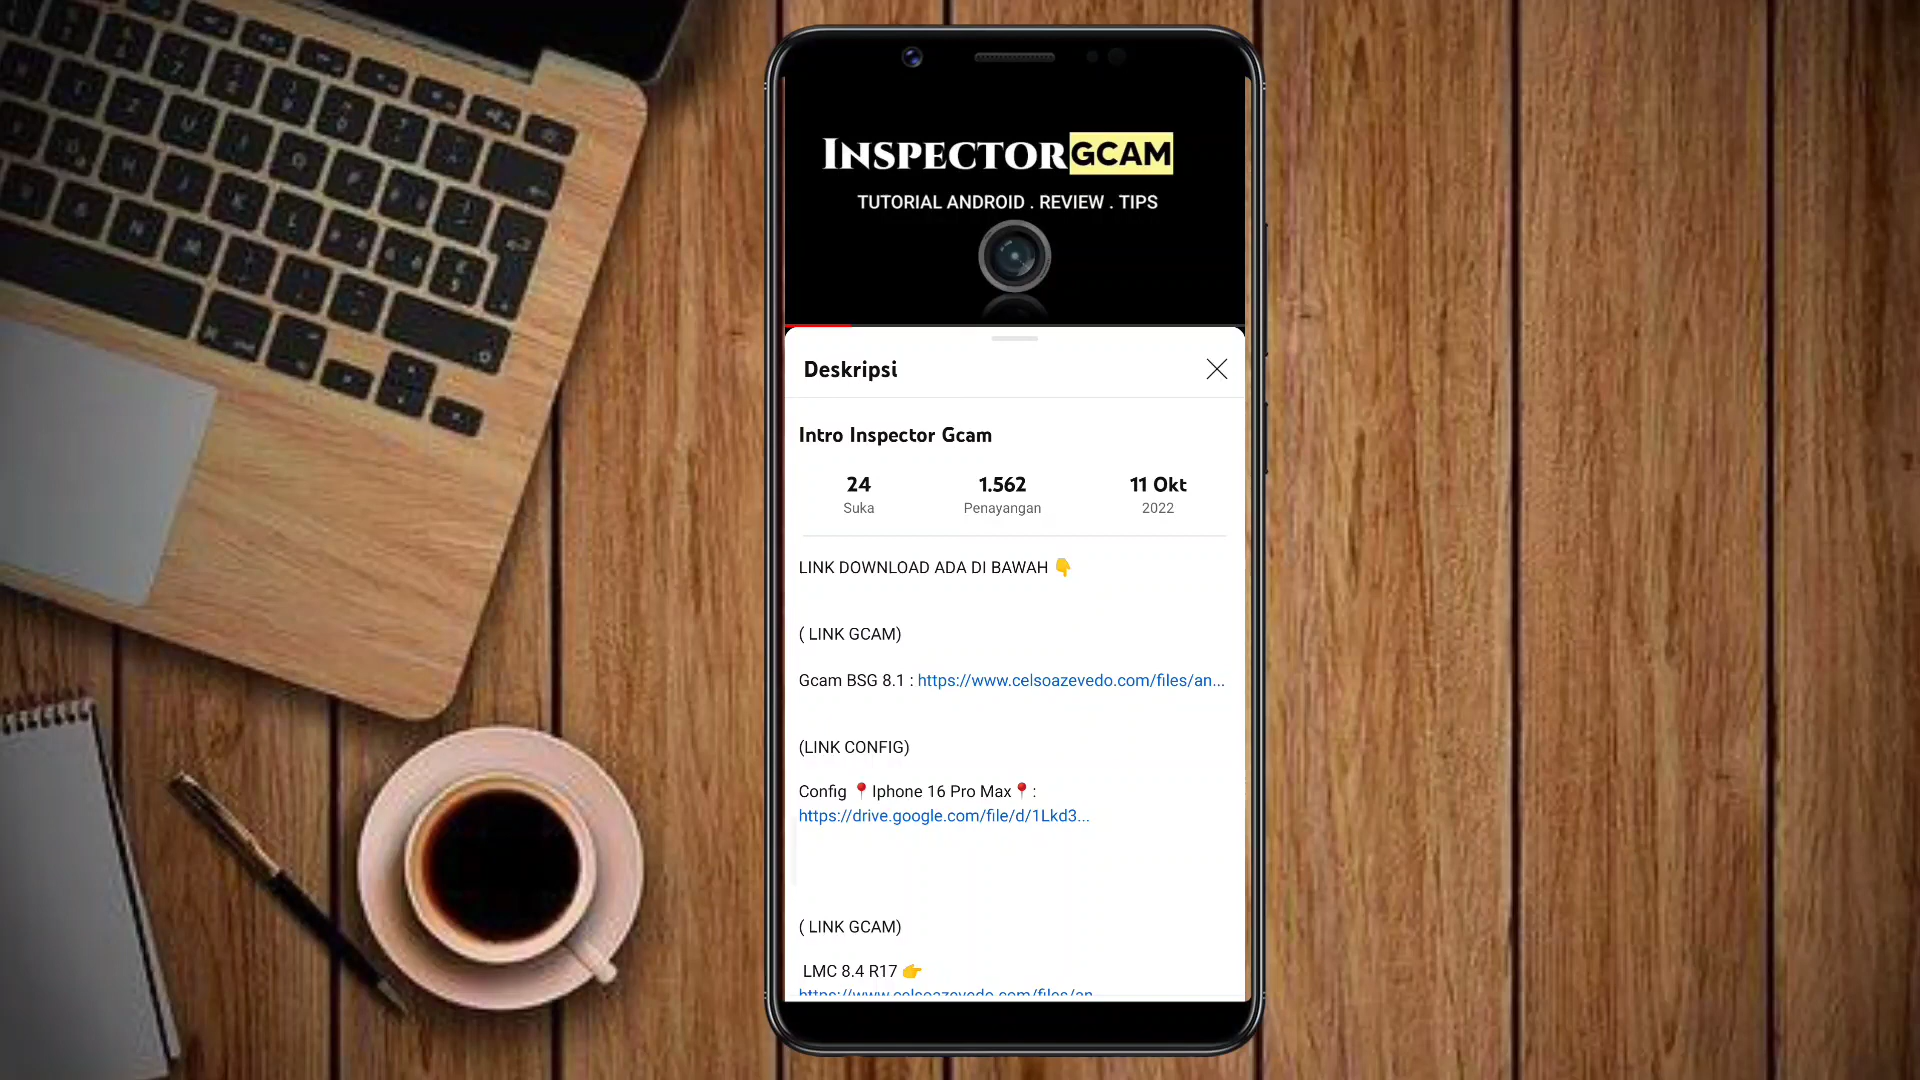 INSPECTORGCAM
TUTORIAL ANDROID . REVIEW . TIPS
Deskripsi
Intro Inspector Gcam
24 1.562 11 Okt
Suka Penayangan 2022
LINK DOWNLOAD ADA DI BAWAH 👇
( LINK GCAM)
Gcam BSG 8.1 : https://www.celsoazevedo.com/files/an...
(LINK CONFIG)
Config 📍Iphone 16 Pro Max📍:
https://drive.google.com/file/d/1Lkd3...
( LINK GCAM)
LMC 8.4 R17 👉
https://www.celsoazevedo.com/files/an